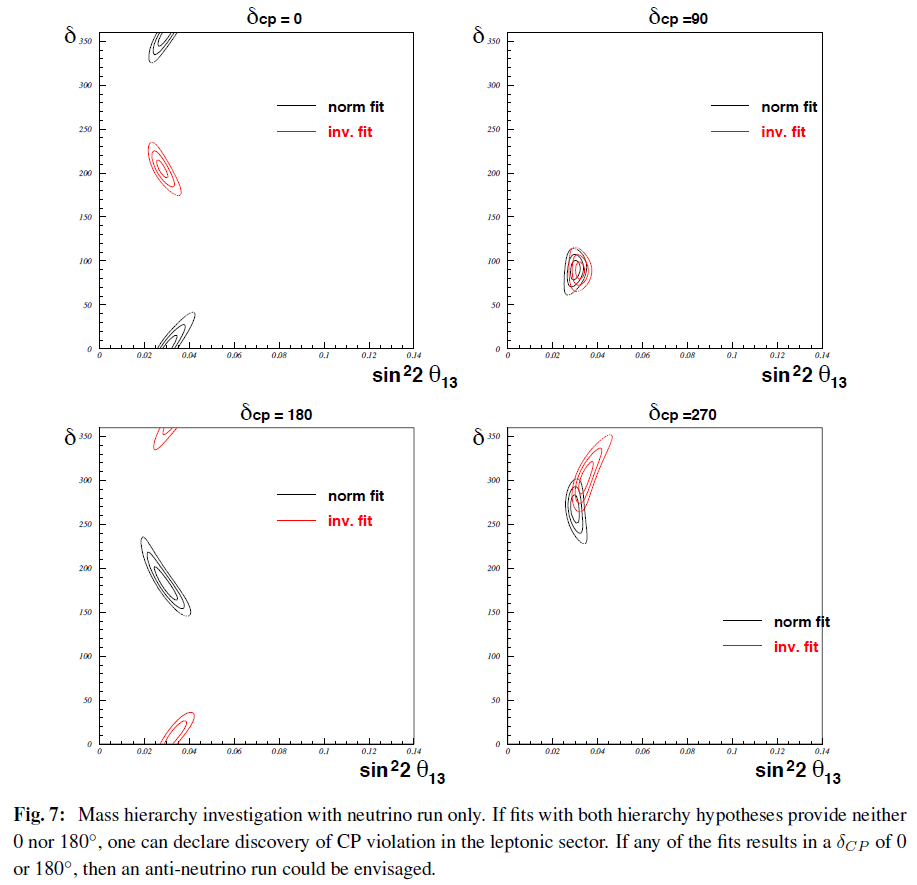 δcp = 0
δ
350
300
250
200
150
100
50
0
norm fit
inv. fit
0 0.02 0.04 0.06 0.08 0.1 0.12 0.14
sin²2 θ₁₃
δcp =90
δ
350
300
250
200
150
100
50
0
norm fit
inv. fit
0 0.02 0.04 0.06 0.08 0.1 0.12 0.14
sin²2 θ₁₃
δcp = 180
δ
350
300
250
200
150
100
50
0
norm fit
inv. fit
0 0.02 0.04 0.06 0.08 0.1 0.12 0.14
sin²2 θ₁₃
δcp =270
δ
350
300
250
200
150
100
50
0
norm fit
inv. fit
0 0.02 0.04 0.06 0.08 0.1 0.12 0.14
sin²2 θ₁₃
Fig. 7: Mass hierarchy investigation with neutrino run only. If fits with both hierarchy hypotheses provide neither
0 nor 180°, one can declare discovery of CP violation in the leptonic sector. If any of the fits results in a δCP of 0
or 180°, then an anti-neutrino run could be envisaged.